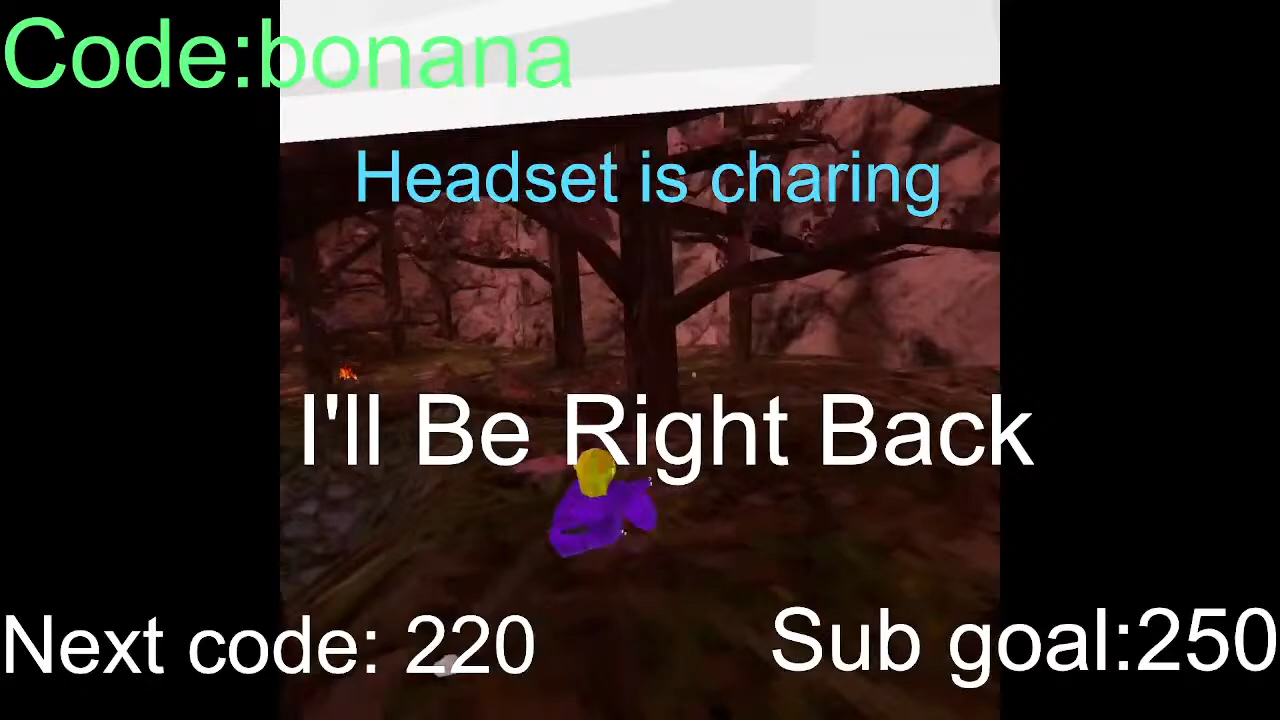 Code:bonana
Headset is charing
I'll Be Right Back
Next code: 220
Sub goal:250